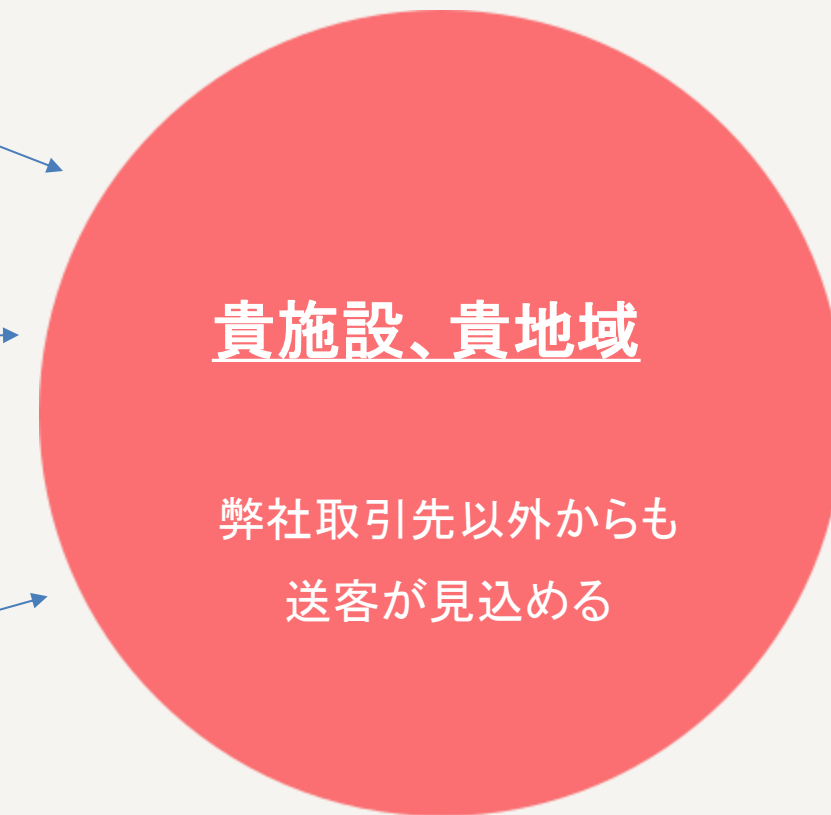 貴施設、貴地域
弊社取引先以外からも
送客が見込める